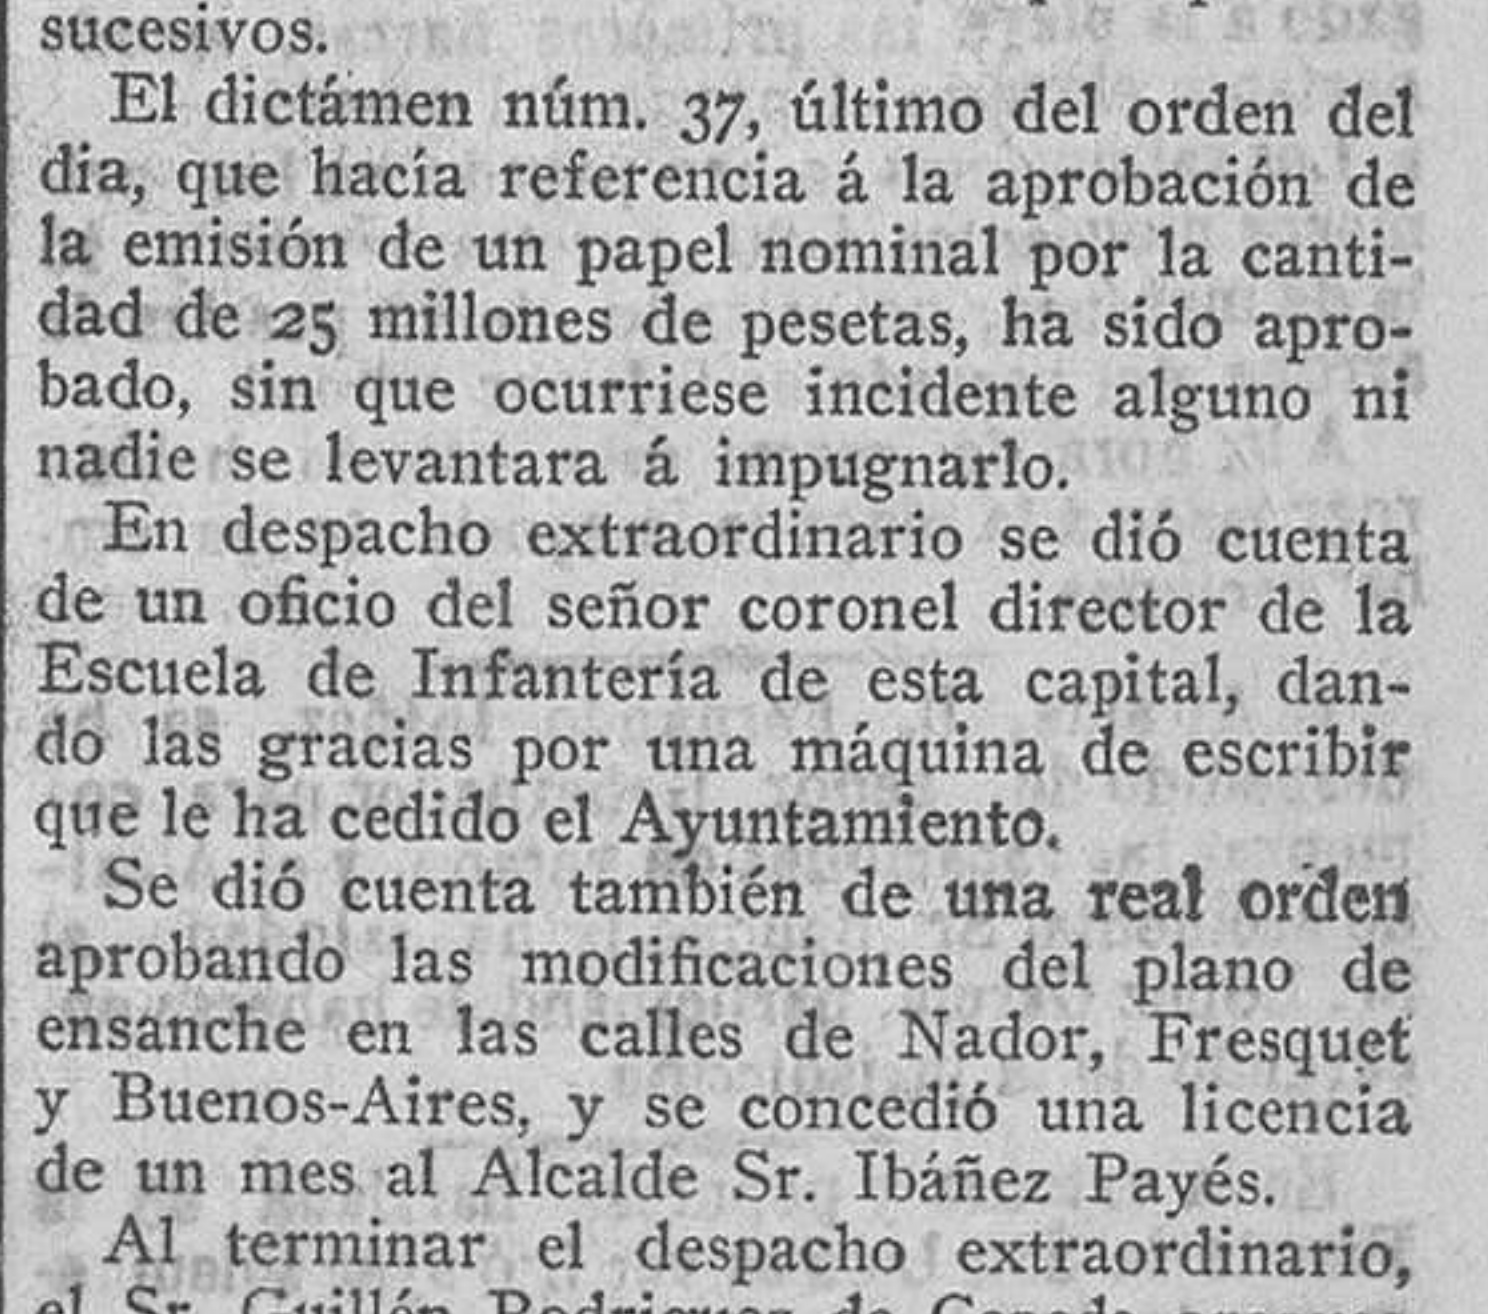 sucesivos.
El dictámen núm. 37, último del orden del
dia, que hacía referencia á la aprobación de
la emisión de un papel nominal por la canti-
dad de 25 millones de pesetas, ha sido apro-
bado, sin que ocurriese incidente alguno ni
nadie se levantara á impugnarlo.
En despacho extraordinario se dió cuenta
de un oficio del señor coronel director de la
Escuela de Infantería de esta capital, dan-
do las gracias por una máquina de escribir
que le ha cedido el Ayuntamiento.
Se dió cuenta también de una real orden
aprobando las modificaciones del plano de
ensanche en las calles de Nador, Fresquet
y Buenos-Aires, y se concedió una licencia
de un mes al Alcalde Sr. Ibáñez Payés.
Al terminar el despacho extraordinario,
el Sr. Guillén Rodriguez de Cepeda